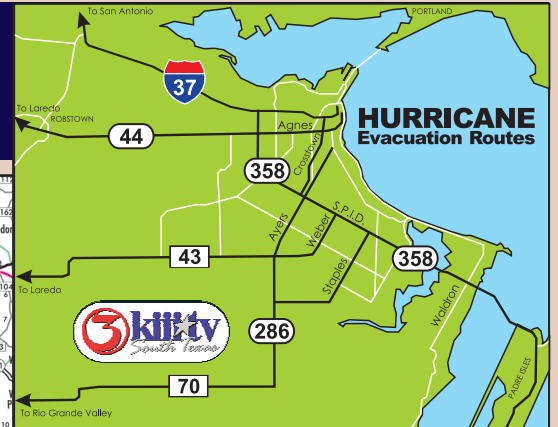 To San Antonio
PORTLAND
37
To Laredo
ROBSTOWN
44
Agnes
HURRICANE
Evacuation Routes
Crosstown
358
S.P.I.D.
Ayers
Weber
43
358
Staples
To Laredo
Waldron
3 kiii tv
South Texas
286
70
PADRE ISLES
To Rio Grande Valley